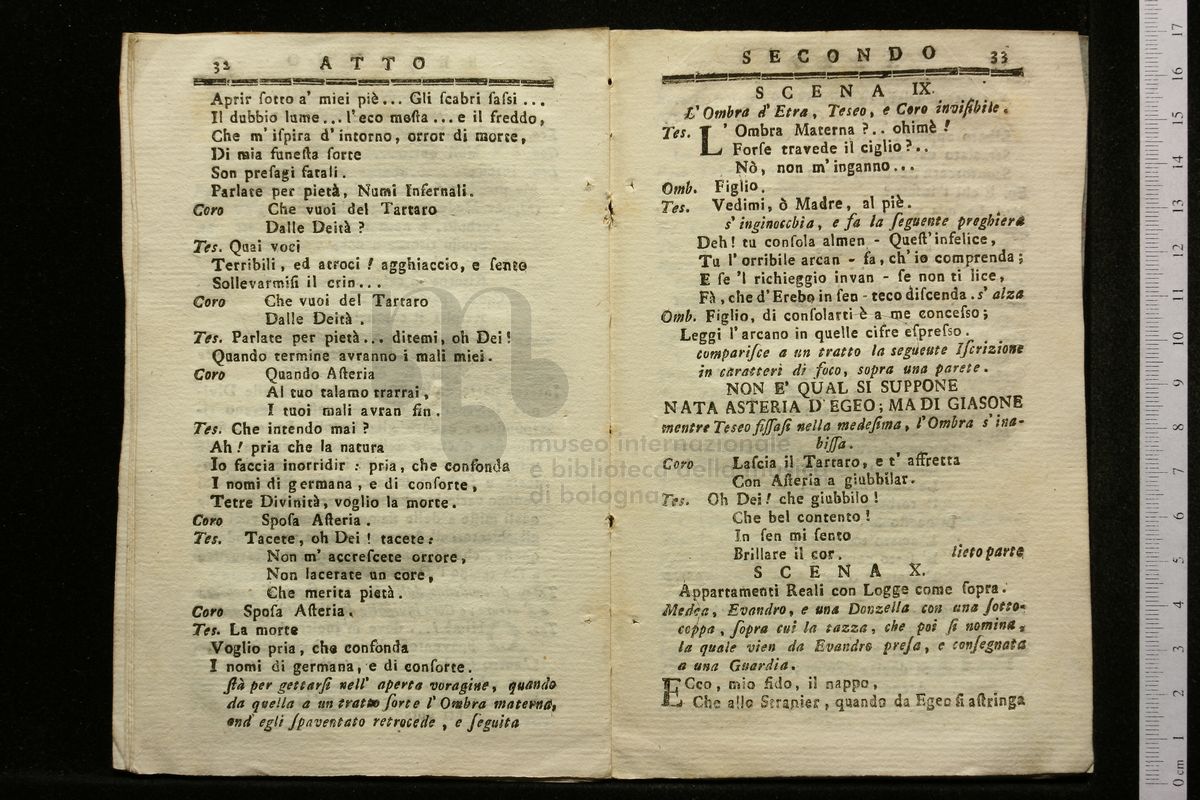 32 ATTO
Aprir ſotto a' miei piè... Gli ſcabri ſaſſi ...
Il dubbio lume... l'eco meſta... e il freddo,
Che m' iſpira d'intorno, orror di morte,
Di mia funeſta ſorte
Son preſagi fatali.
Parlate per pietà, Numi Infernali.
Coro Che vuoi del Tartaro
Dalle Deità ?
Tes. Quai voci
Terribili, ed atroci ! agghiaccio, e ſento
Sollevarmiſi il crin...
Coro Che vuoi del Tartaro
Dalle Deità .
Tes. Parlate per pietà... ditemi, oh Dei !
Quando termine avranno i mali miei.
Coro Quando Aſteria
Al tuo talamo trarrai,
I tuoi mali avran fin.
Tes. Che intendo mai ?
Ah ! pria che la natura
Io faccia inorridir : pria, che confonda
I nomi di germana, e di conſorte,
Tetre Divinità, voglio la morte.
Coro Spoſa Aſteria.
Tes. Tacete, oh Dei ! tacete:
Non m' accreſcete orrore,
Non lacerate un core,
Che merita pietà.
Coro Spoſa Aſteria.
Tes. La morte
Voglio pria, che confonda
I nomi di germana, e di conſorte.
ſtà per gettarſi nell' aperta voragine, quando
da quella a un tratto ſorte l'Ombra materna,
ond' egli ſpaventato retrocede, e ſeguita
SECONDO 33
SCENA IX.
L'Ombra d'Etra, Teſeo, e Coro inviſibile.
Tes. L' Ombra Materna ?.. ohimè !
Forſe travede il ciglio ?..
Nò, non m'inganno...
Omb. Figlio.
Tes. Vedimi, ò Madre, al piè.
s'inginocchia, e fa la ſeguente preghiera
Deh ! tu conſola almen - Queſt'infelice,
Tu l'orribile arcan - fa, ch'io comprenda ;
E ſe 'l richieggio invan - ſe non ti lice,
Fà, che d'Erebo in ſen - teco diſcenda . s'alza
Omb. Figlio, di conſolarti è a me conceſſo ;
Leggi l'arcano in quelle cifre eſpreſſo.
compariſce a un tratto la ſeguente Iſcrizione
in caratteri di foco, sopra una parete.
NON E' QUAL SI SUPPONE
NATA ASTERIA D'EGEO; MA DI GIASONE
mentre Teſeo fiſſaſi nella medeſima, l'Ombra s'ina-
biſſa.
Coro Laſcia il Tartaro, e t' affretta
Con Aſteria a giubbilar.
Tes. Oh Dei ! che giubbilo !
Che bel contento !
In ſen mi ſento
Brillare il cor. lieto parte
SCENA X.
Appartamenti Reali con Logge come ſopra.
Medea, Evandro, e una Donzella con una ſotto-
coppa, ſopra cui la tazza, che poi ſi nomina,
la quale vien da Evandro preſa, e conſegnata
a una Guardia.
ECco, mio fido, il nappo,
Che allo Stranier, quando da Egeo ſi aſtringa
museo internazionale
e biblioteca della musica
di bologna